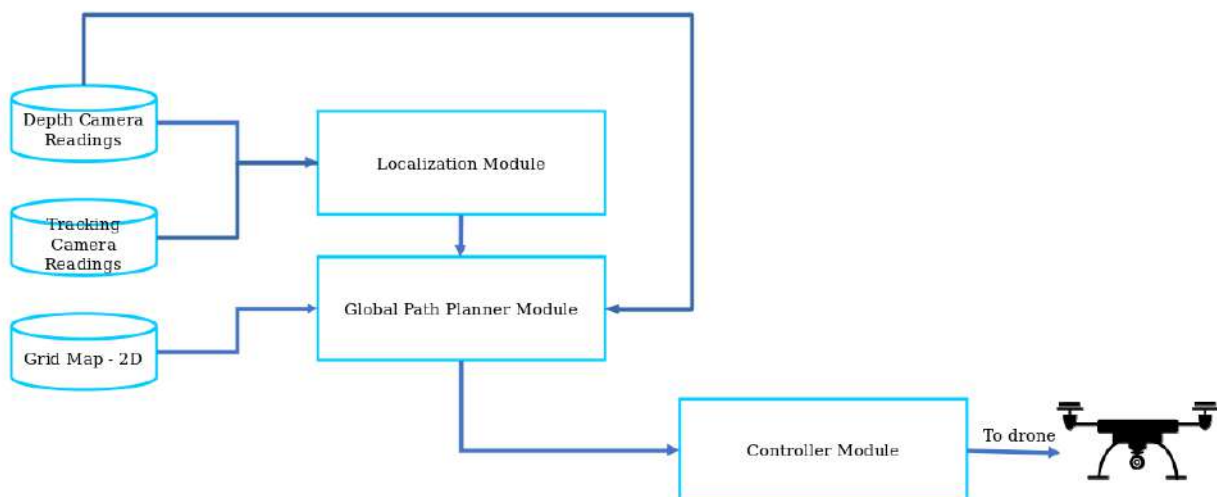 Depth Camera
Readings
Localization Module
Tracking
Camera
Readings
Global Path Planner Module
Grid Map - 2D
To drone
Controller Module